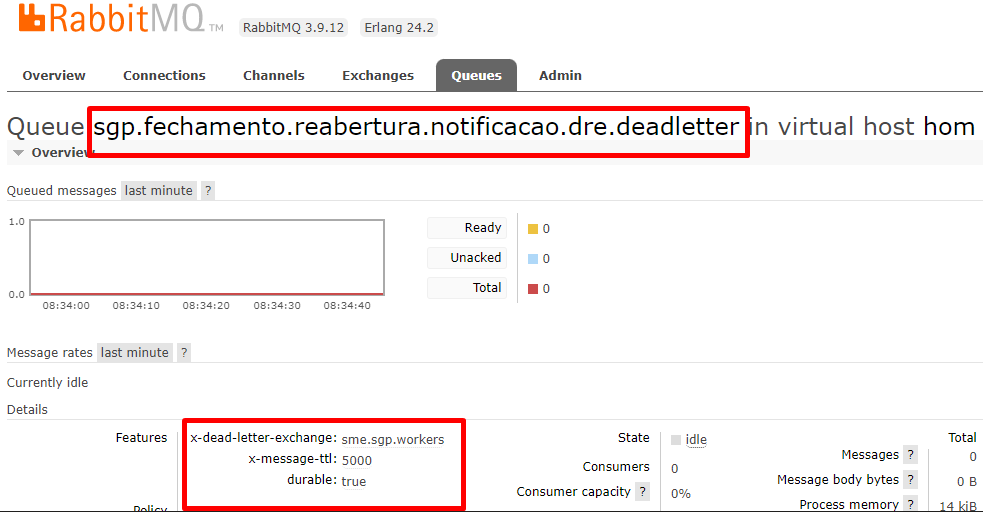 RabbitMQ TM RabbitMQ 3.9.12 Erlang 24.2
Overview Connections Channels Exchanges Queues Admin
Queue sgp.fechamento.reabertura.notificacao.dre.deadletter in virtual host hom
Overview
Queued messages last minute ?
1.0
0.0
08:34:00 08:34:10 08:34:20 08:34:30 08:34:40
Ready 0
Unacked 0
Total 0
Message rates last minute ?
Currently idle
Details
Features x-dead-letter-exchange: sme.sgp.workers
x-message-ttl: 5000
durable: true
Policy
State idle
Consumers 0
Consumer capacity ? 0%
Total
Messages ? 0
Message body bytes ? 0 B
Process memory ? 14 kiB